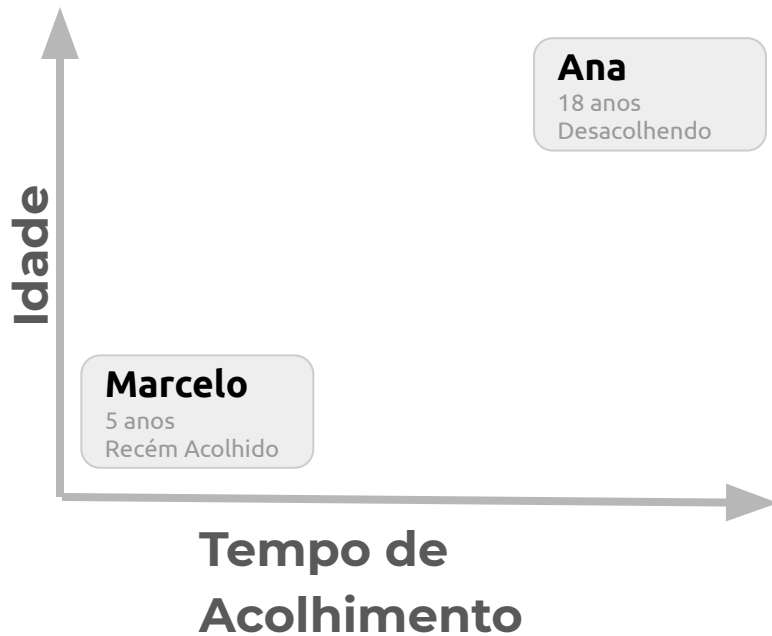 Ana
18 anos
Desacolhendo
Idade
Marcelo
5 anos
Recém Acolhido
Tempo de
Acolhimento